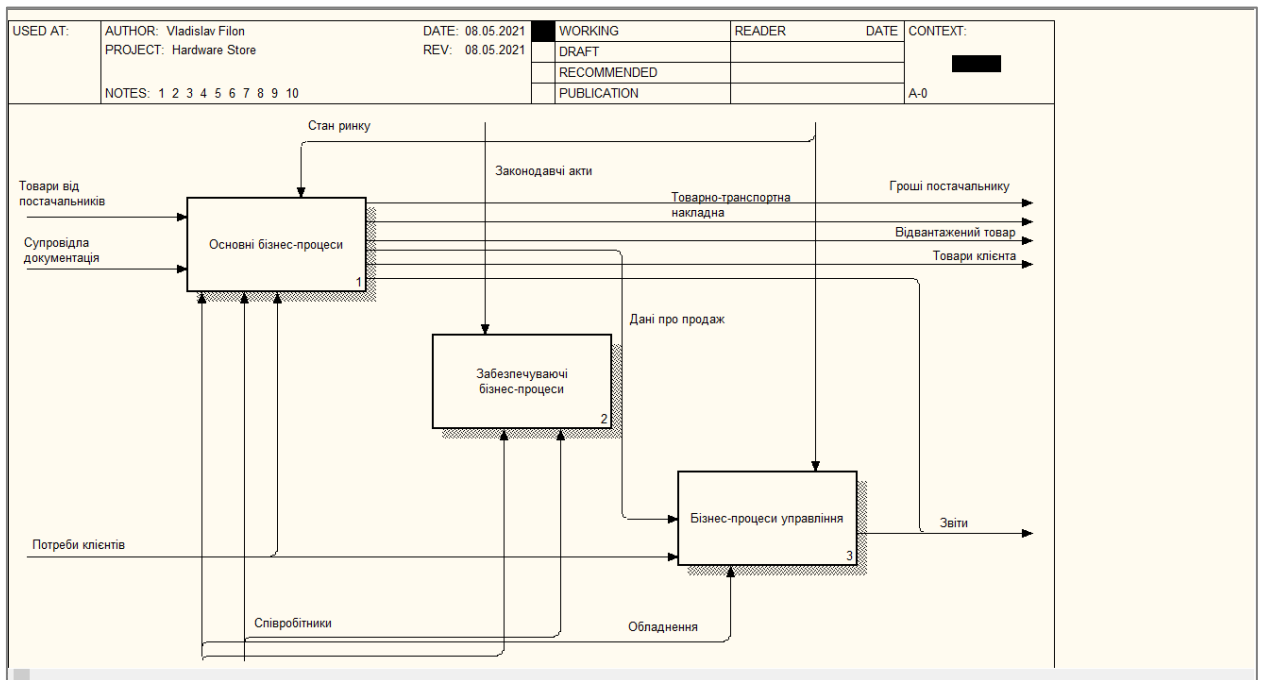 USED AT:
AUTHOR: Vladislav Filon
DATE: 08.05.2021
WORKING
READER
DATE
CONTEXT:
PROJECT: Hardware Store
REV: 08.05.2021
DRAFT
RECOMMENDED
NOTES: 1 2 3 4 5 6 7 8 9 10
PUBLICATION
A-0
Стан ринку
Законодавчі акти
Товари від
постачальників
Товарно-транспортна
накладна
Гроші постачальнику
Відвантажений товар
Товари клієнта
Супровідла
документація
Основні бізнес-процеси
1
Дані про продаж
Забезпечуваючі
бізнес-процеси
2
Бізнес-процеси управління
3
Звіти
Потреби клієнтів
Співробітники
Обладнення